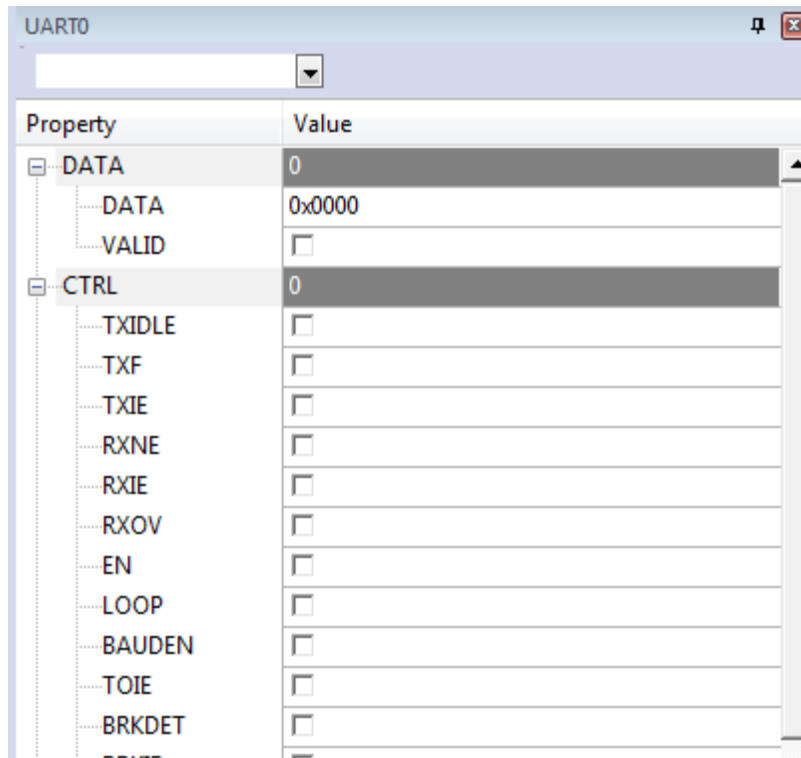 UART0
Property Value
DATA 0
DATA 0x0000
VALID
CTRL 0
TXIDLE
TXF
TXIE
RXNE
RXIE
RXOV
EN
LOOP
BAUDEN
TOIE
BRKDET